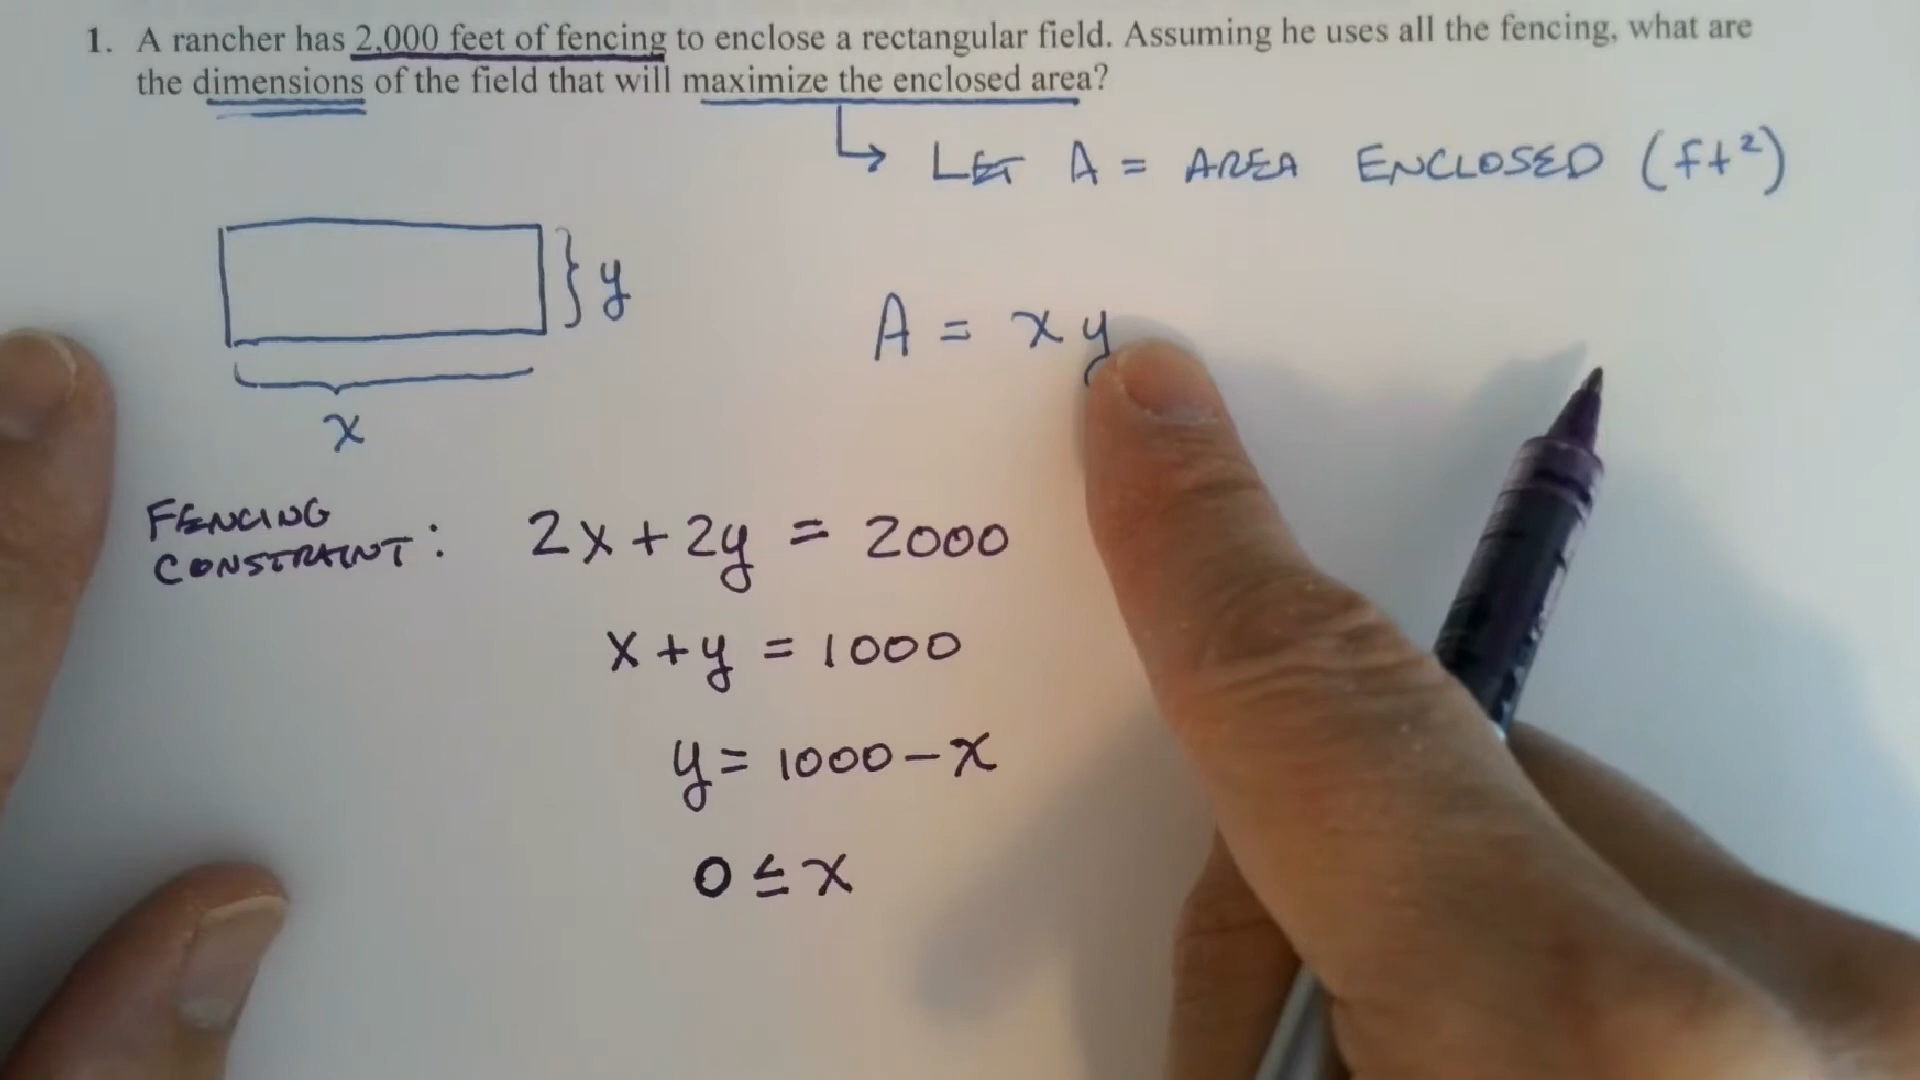 1. A rancher has 2,000 feet of fencing to enclose a rectangular field. Assuming he uses all the fencing, what are
the dimensions of the field that will maximize the enclosed area?
LET A = AREA ENCLOSED (ft²)
y
A = xy
x
FENCING
CONSTRAINT:
2x + 2y = 2000
x + y = 1000
y = 1000 - x
0 ≤ x